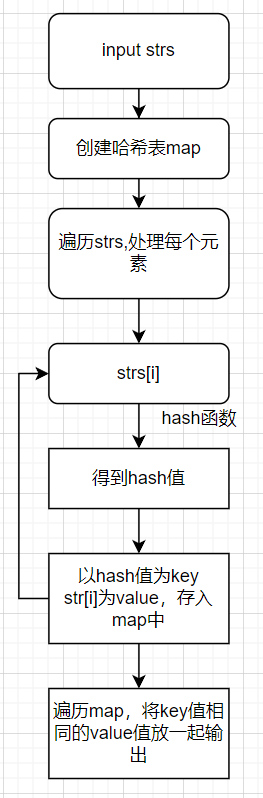 input strs
创建哈希表map
遍历strs,处理每个元
素
strs[i]
hash函数
得到hash值
以hash值为key
str[i]为value，存入
map中
遍历map，将key值相
同的value值放一起输
出